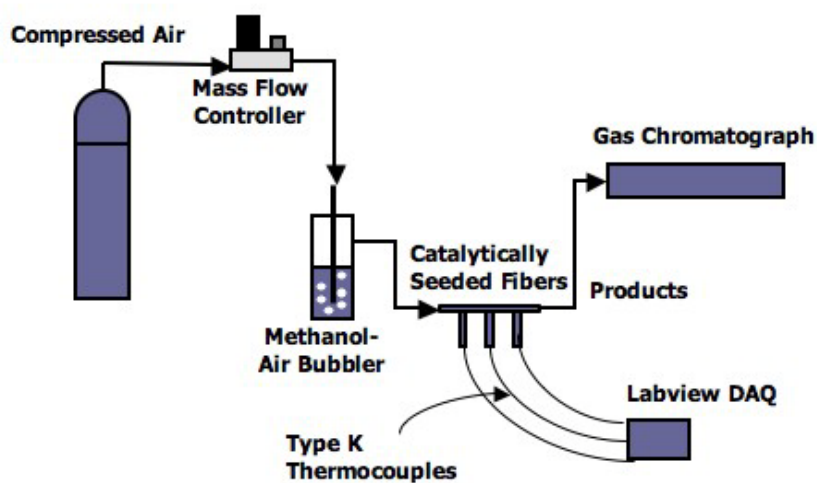 Compressed Air
Mass Flow
Controller
Gas Chromatograph
Catalytically
Seeded Fibers
Products
Methanol-
Air Bubbler
Labview DAQ
Type K
Thermocouples